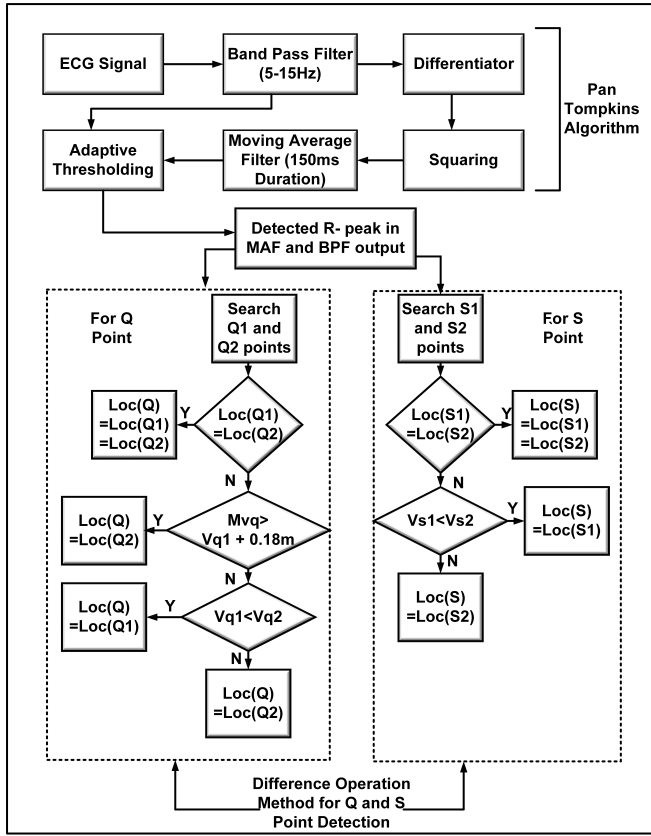 ECG Signal
Band Pass Filter
(5-15Hz)
Differentiator
Pan
Tompkins
Algorithm
Adaptive
Thresholding
Moving Average
Filter (150ms
Duration)
Squaring
Detected R- peak in
MAF and BPF output
For Q
Point
Search
Q1 and
Q2 points
Loc(Q)
=Loc(Q1)
=Loc(Q2)
Y
Loc(Q1)
=Loc(Q2)
N
Loc(Q)
=Loc(Q2)
Y
Mvq>
Vq1 + 0.18m
N
Loc(Q)
=Loc(Q1)
Y
Vq1<Vq2
N
Loc(Q)
=Loc(Q2)
Search S1
and S2
points
For S
Point
Loc(S1)
=Loc(S2)
Y
Loc(S)
=Loc(S1)
=Loc(S2)
N
Vs1<Vs2
Y
Loc(S)
=Loc(S1)
N
Loc(S)
=Loc(S2)
Difference Operation
Method for Q and S
Point Detection